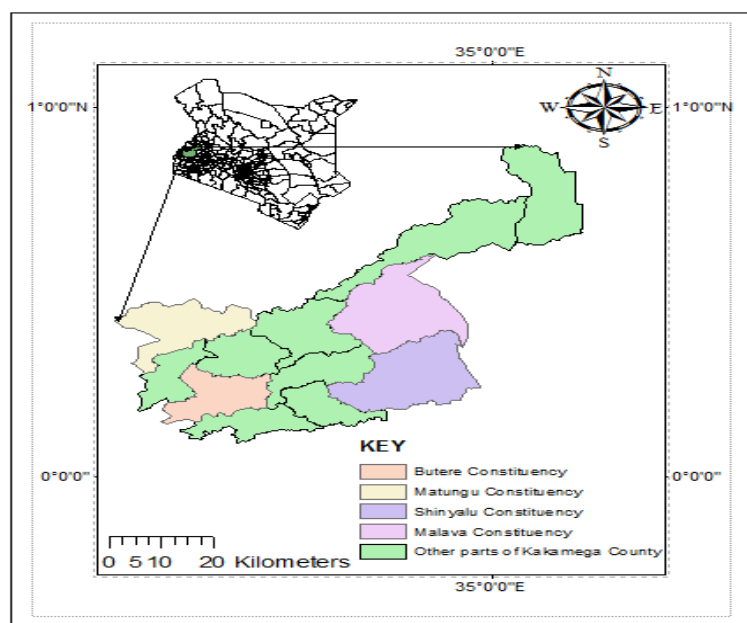 35°0'0"E
N
1°0'0"N
W
E
1°0'0"N
S
KEY
0°0'0"
Butere Constituency
0°0'0"
Matungu Constituency
Shinyalu Constituency
Malava Constituency
Other parts of Kakamega County
0 5 10 20 Kilometers
35°0'0"E